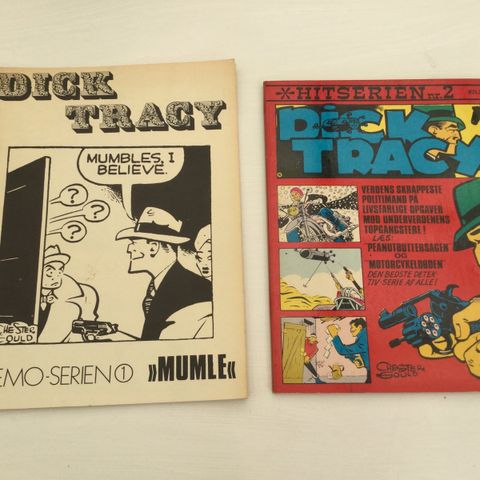 DICK
TRACY
MUMBLES, I
BELIEVE.
?
?
?
CHESTER
GOULD
EMO-SERIEN 1
»MUMLE«
HITSERIEN nr. 2
DICK
TRACY
VERDENS SKRAPPESTE
POLITIMAND PÅ
LIVSFARLIGE OPGAVER
MOD UNDERVERDENENS
TOPGANGSTERE!
LÆS:
'PEANUTBUTTERSAGEN'
OG
'MOTORCYKELDØDEN'
DEN BEDSTE DETEK
TIV-SERIE AF ALLE!
CHESTER
GOULD